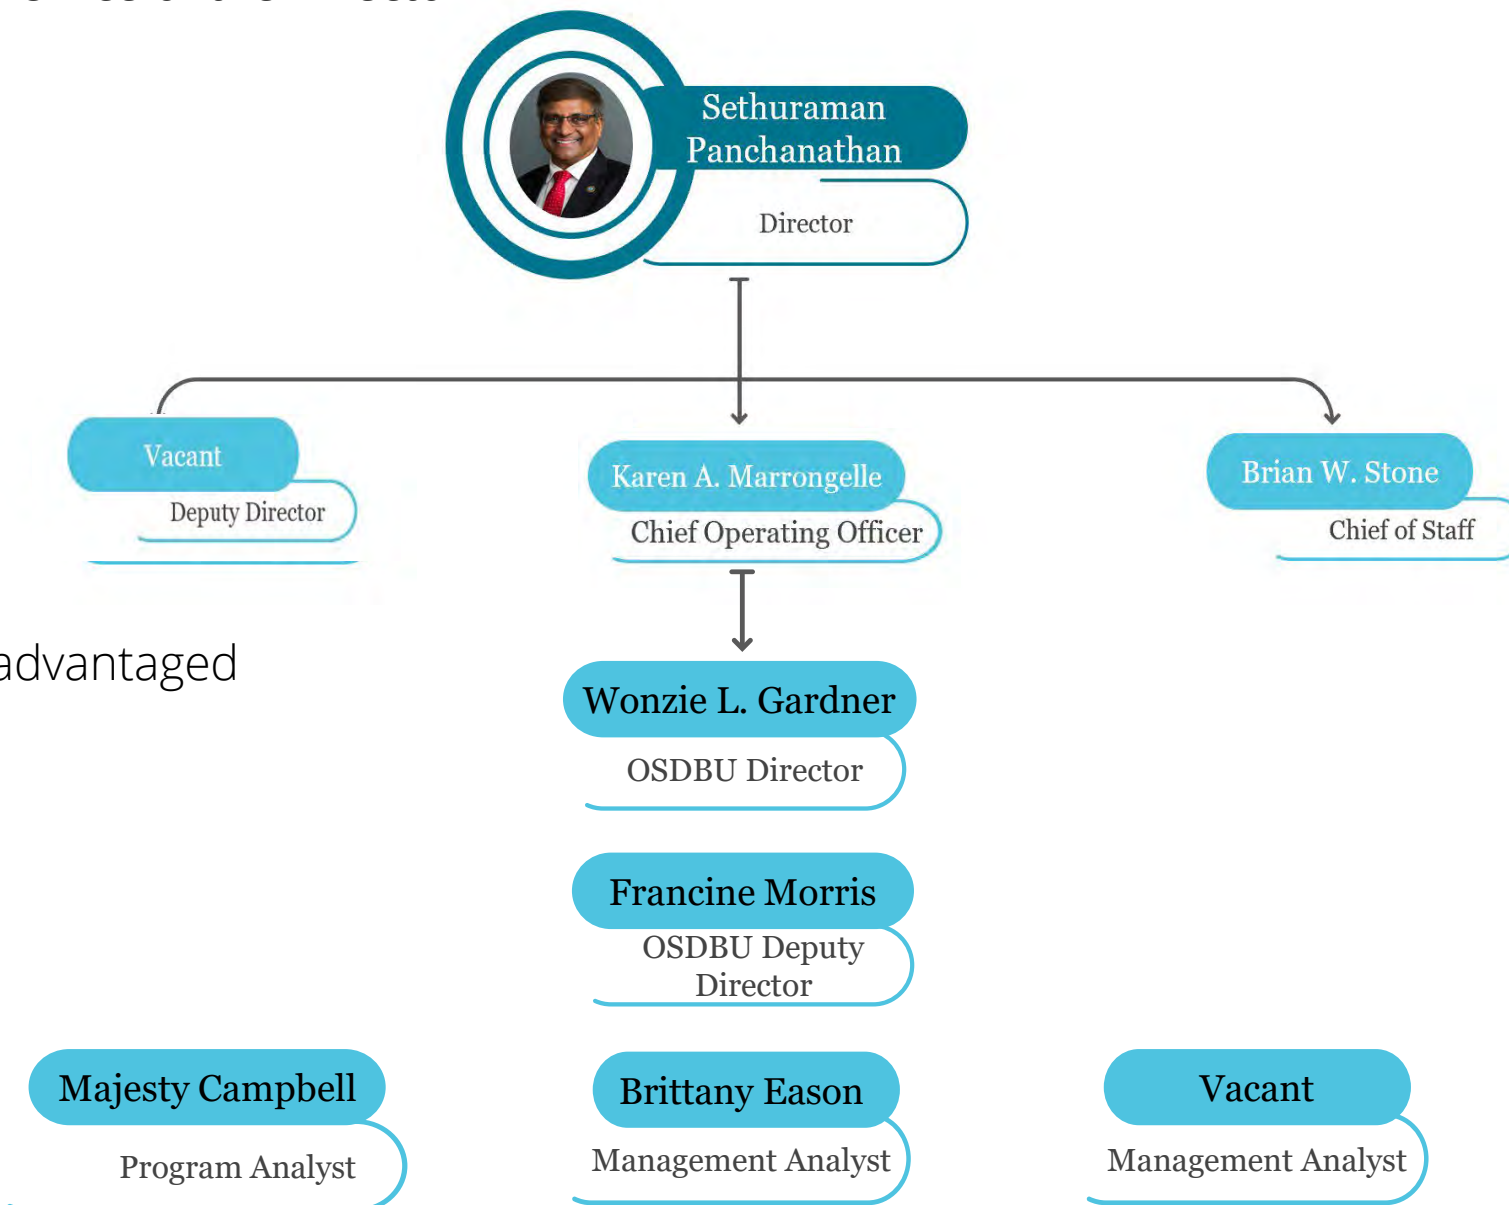 Sethuraman
Panchanathan
Director
Vacant
Deputy Director
Karen A. Marrongelle
Chief Operating Officer
Brian W. Stone
Chief of Staff
advantaged
Wonzie L. Gardner
OSDBU Director
Francine Morris
OSDBU Deputy
Director
Majesty Campbell
Program Analyst
Brittany Eason
Management Analyst
Vacant
Management Analyst